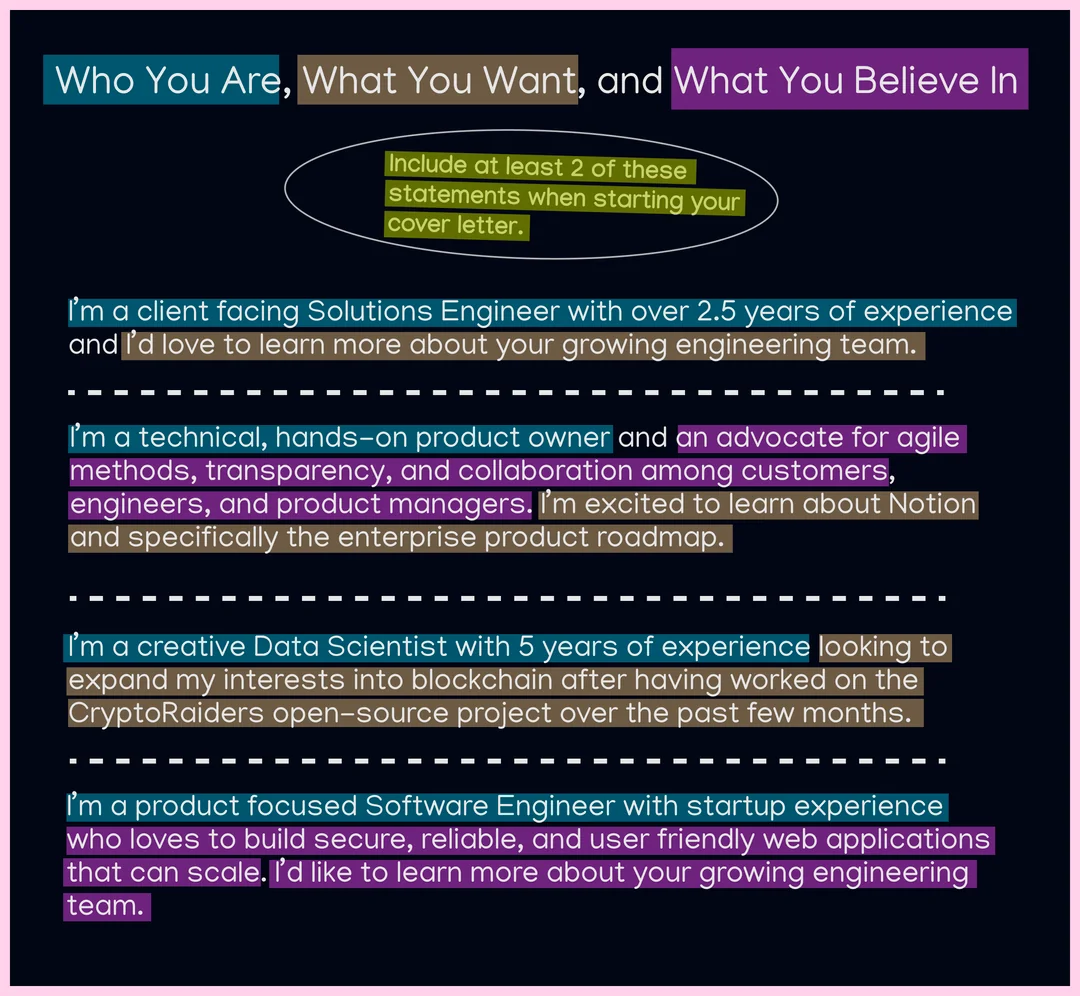 Who You Are, What You Want, and What You Believe In
Include at least 2 of these
statements when starting your
cover letter.
I'm a client facing Solutions Engineer with over 2.5 years of experience
and I'd love to learn more about your growing engineering team.
I'm a technical, hands-on product owner and an advocate for agile
methods, transparency, and collaboration among customers,
engineers, and product managers. I'm excited to learn about Notion
and specifically the enterprise product roadmap.
I'm a creative Data Scientist with 5 years of experience looking to
expand my interests into blockchain after having worked on the
CryptoRaiders open-source project over the past few months.
I'm a product focused Software Engineer with startup experience
who loves to build secure, reliable, and user friendly web applications
that can scale. I'd like to learn more about your growing engineering
team.